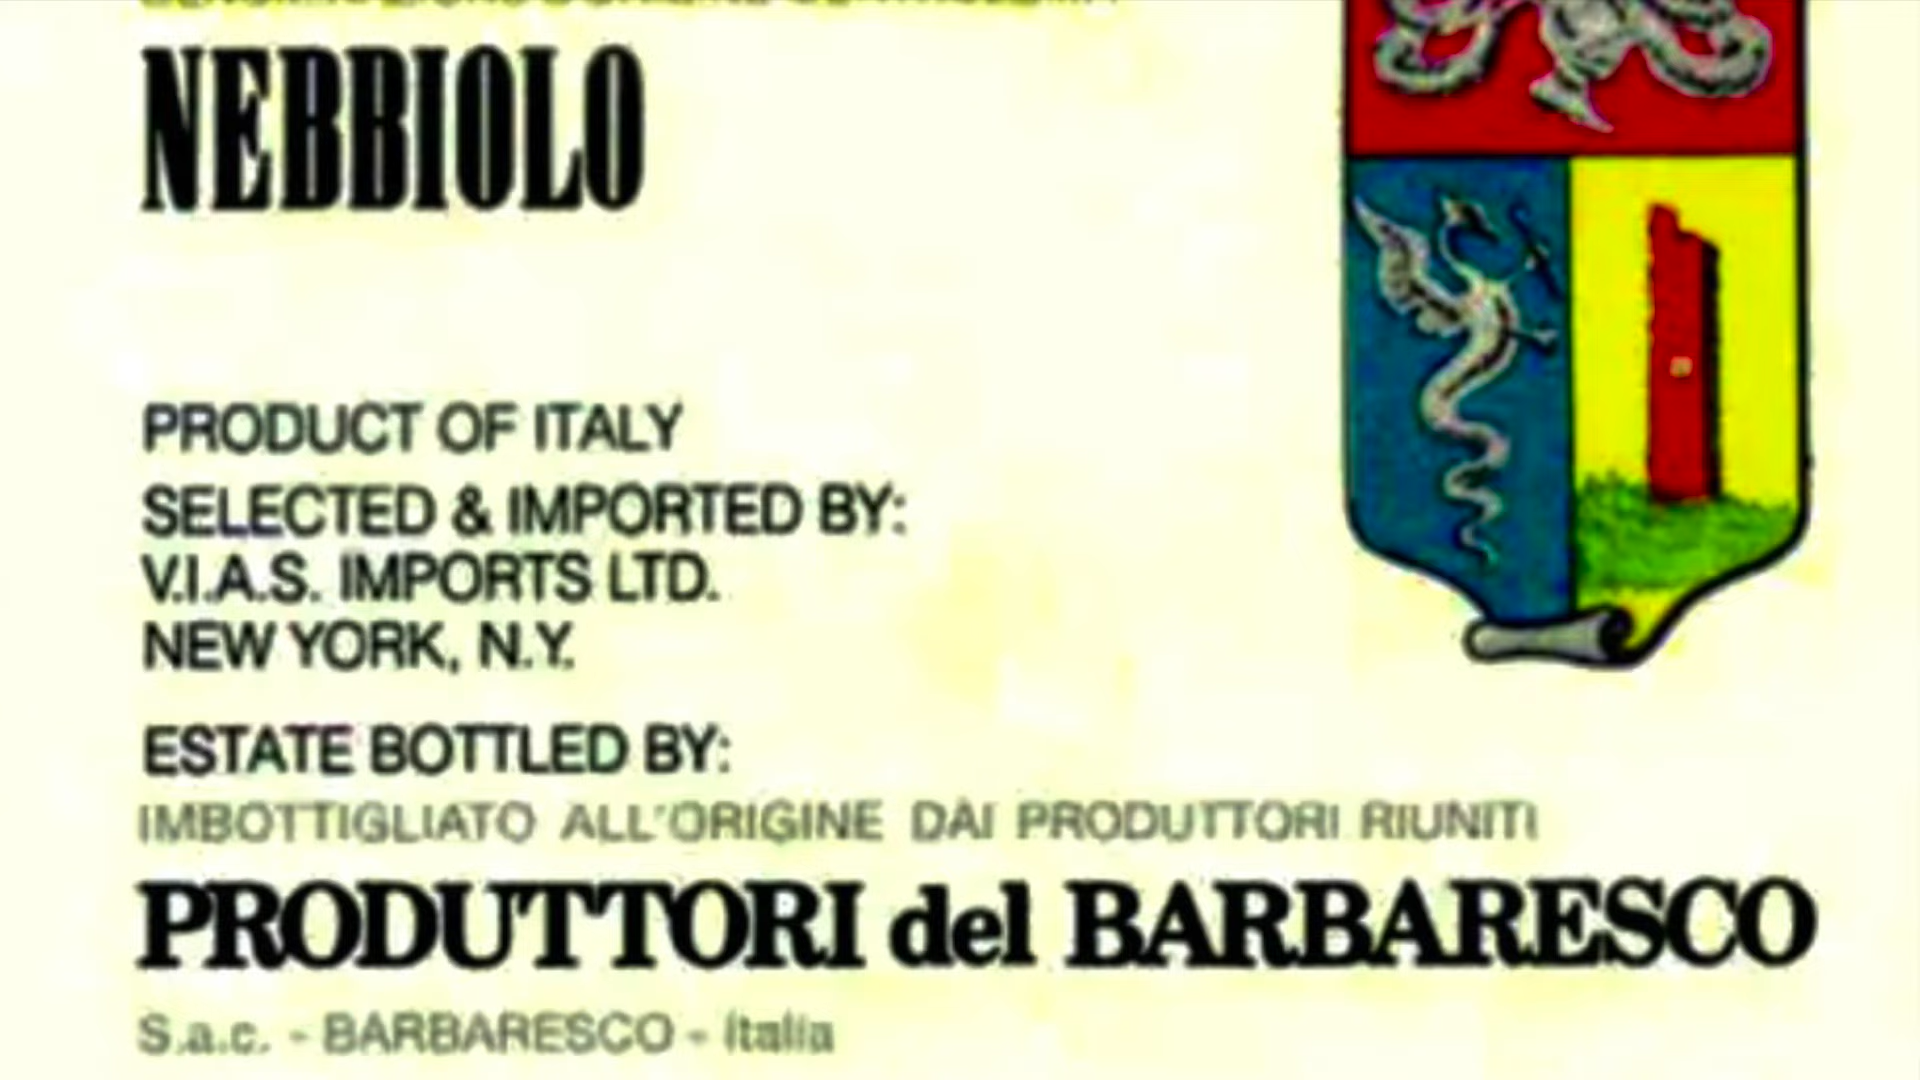 NEBBIOLO
PRODUCT OF ITALY
SELECTED & IMPORTED BY:
V.I.A.S. IMPORTS LTD.
NEW YORK, N.Y.
ESTATE BOTTLED BY:
IMBOTTIGLIATO ALL'ORIGINE DAI PRODUTTORI RIUNITI
PRODUTTORI del BARBARESCO
S.a.c. - BARBARESCO - Italia